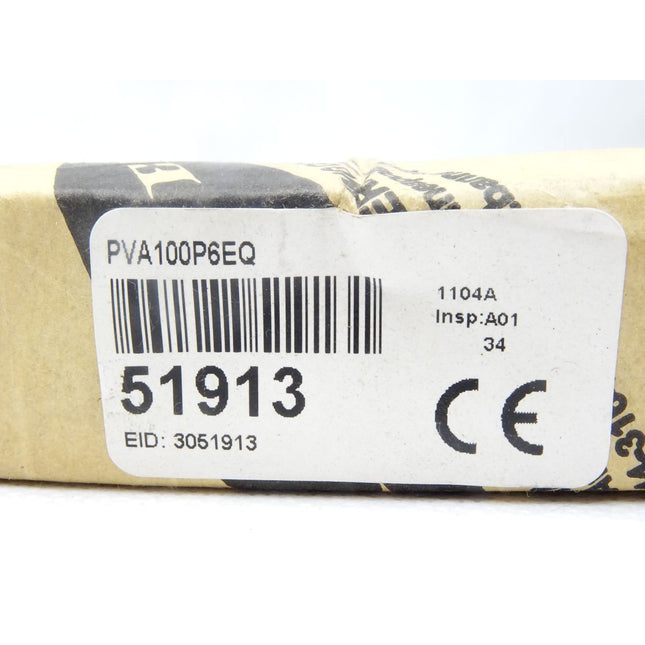 PVA100P6EQ
1104A
Insp:A01
34
51913
EID: 3051913
CE